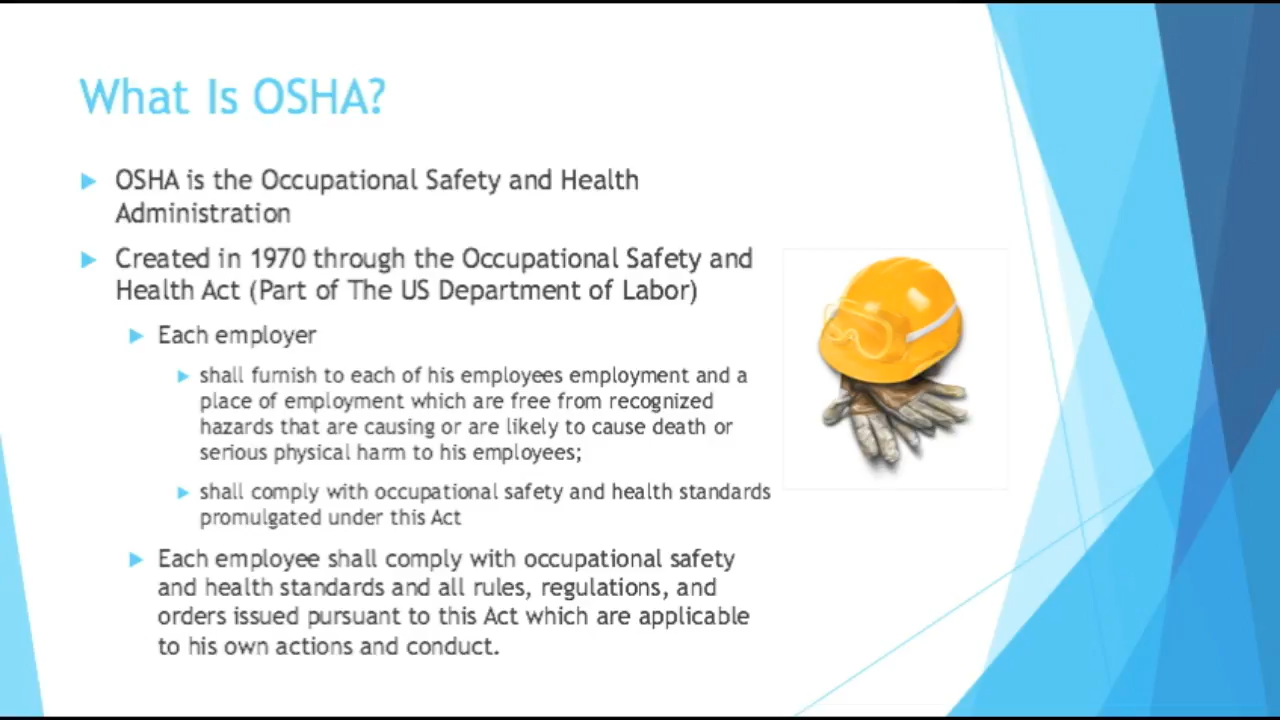 What Is OSHA?
OSHA is the Occupational Safety and Health
Administration
Created in 1970 through the Occupational Safety and
Health Act (Part of The US Department of Labor)
Each employer
shall furnish to each of his employees employment and a
place of employment which are free from recognized
hazards that are causing or are likely to cause death or
serious physical harm to his employees;
shall comply with occupational safety and health standards
promulgated under this Act
Each employee shall comply with occupational safety
and health standards and all rules, regulations, and
orders issued pursuant to this Act which are applicable
to his own actions and conduct.